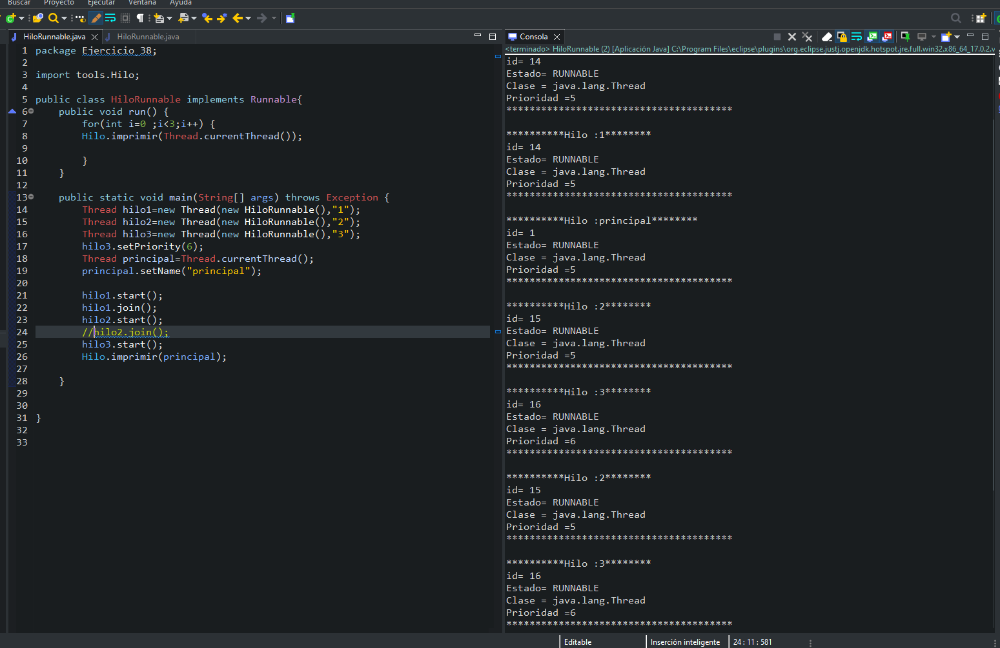 Buscar Proyecto Ejecutar Ventana Ayuda
HiloRunnable.java HiloRunnable.java
1 package Ejercicio_38;
2
3 import tools.Hilo;
4
5 public class HiloRunnable implements Runnable{
6 public void run() {
7 for(int i=0 ;i<3;i++) {
8 Hilo.imprimir(Thread.currentThread());
9
10 }
11 }
12
13 public static void main(String[] args) throws Exception {
14 Thread hilo1=new Thread(new HiloRunnable(),"1");
15 Thread hilo2=new Thread(new HiloRunnable(),"2");
16 Thread hilo3=new Thread(new HiloRunnable(),"3");
17 hilo3.setPriority(6);
18 Thread principal=Thread.currentThread();
19 principal.setName("principal");
20
21 hilo1.start();
22 hilo1.join();
23 hilo2.start();
24 //hilo2.join();
25 hilo3.start();
26 Hilo.imprimir(principal);
27
28 }
29
30
31 }
32
33
Consola
<terminado> HiloRunnable (2) [Aplicación Java] C:\Program Files\eclipse\plugins\org.eclipse.justj.openjdk.hotspot.jre.full.win32.x86_64_17.0.2.v
id= 14
Estado= RUNNABLE
Clase = java.lang.Thread
Prioridad =5
***************************************
**********Hilo :1********
id= 14
Estado= RUNNABLE
Clase = java.lang.Thread
Prioridad =5
***************************************
**********Hilo :principal********
id= 1
Estado= RUNNABLE
Clase = java.lang.Thread
Prioridad =5
***************************************
**********Hilo :2********
id= 15
Estado= RUNNABLE
Clase = java.lang.Thread
Prioridad =5
***************************************
**********Hilo :3********
id= 16
Estado= RUNNABLE
Clase = java.lang.Thread
Prioridad =6
***************************************
**********Hilo :2********
id= 15
Estado= RUNNABLE
Clase = java.lang.Thread
Prioridad =5
***************************************
**********Hilo :3********
id= 16
Estado= RUNNABLE
Clase = java.lang.Thread
Prioridad =6
***************************************
Editable Inserción inteligente 24 : 11 : 581